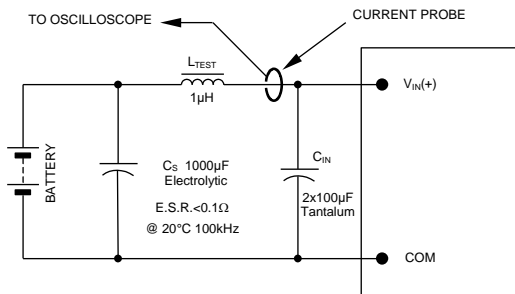 TO OSCILLOSCOPE
CURRENT PROBE
LTEST
1µH
VIN(+)
BATTERY
CS 1000µF
Electrolytic
E.S.R.<0.1Ω
@ 20°C 100kHz
CIN
2x100µF
Tantalum
COM